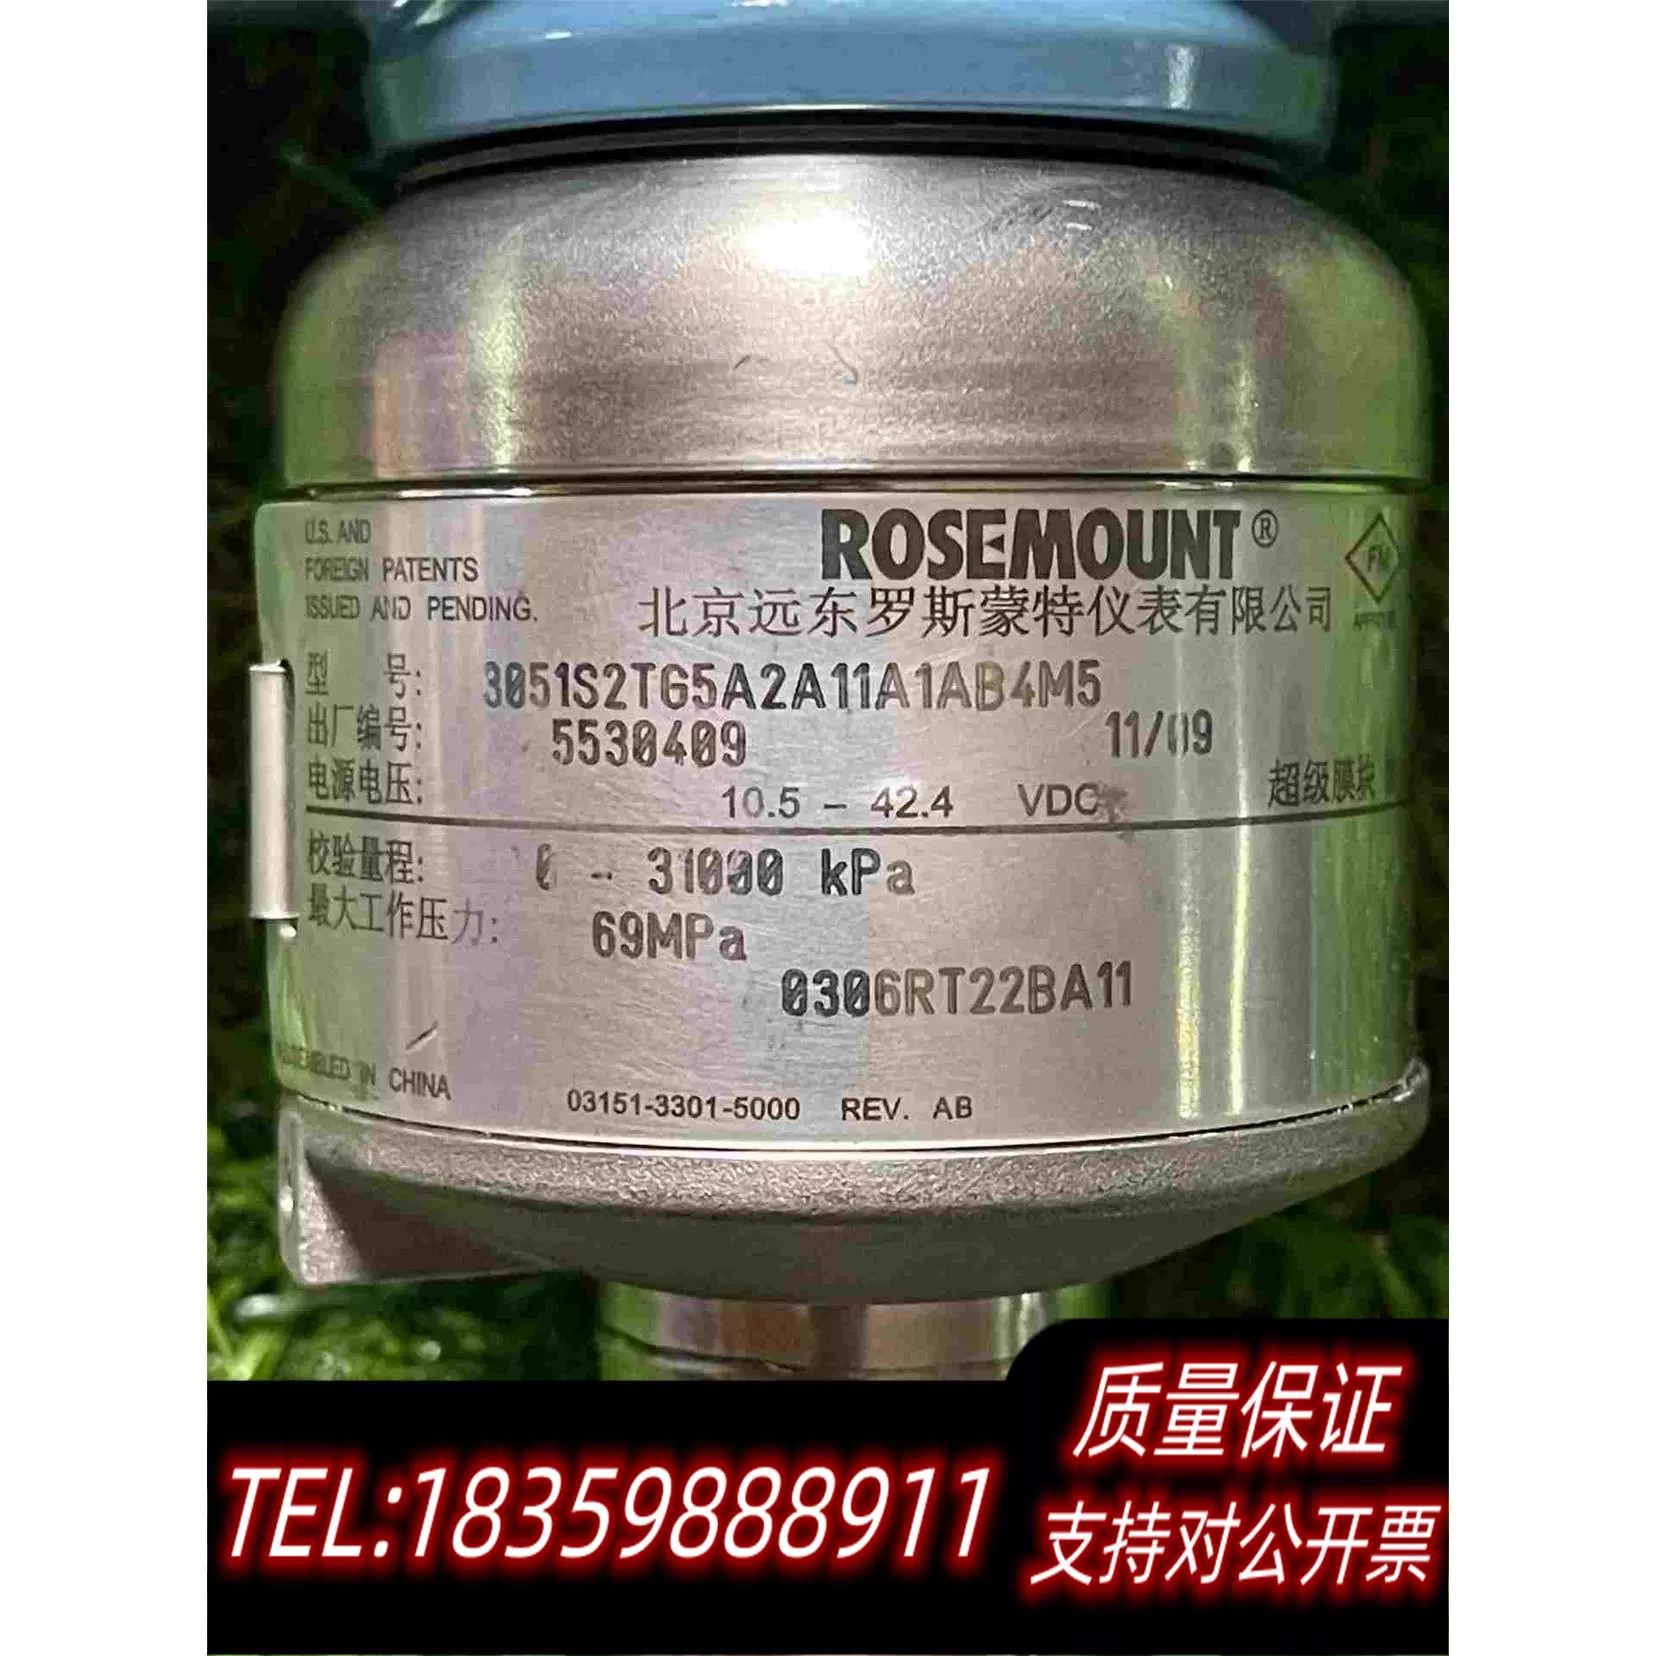 U.S. AND
FOREIGN PATENTS
ISSUED AND PENDING.
ROSEMOUNT®
北京远东罗斯蒙特仪表有限公司
FM
APPROVED
型 号: 3051S2TG5A2A11A1AB4M5
出厂编号: 5530409 11/09
电源电压: 10.5 - 42.4 VDC 超级膜块
校验量程: 0 - 31000 kPa
最大工作压力: 69MPa
0306RT22BA11
ASSEMBLED IN CHINA
03151-3301-5000 REV. AB
质量保证
TEL:18359888911
支持对公开票